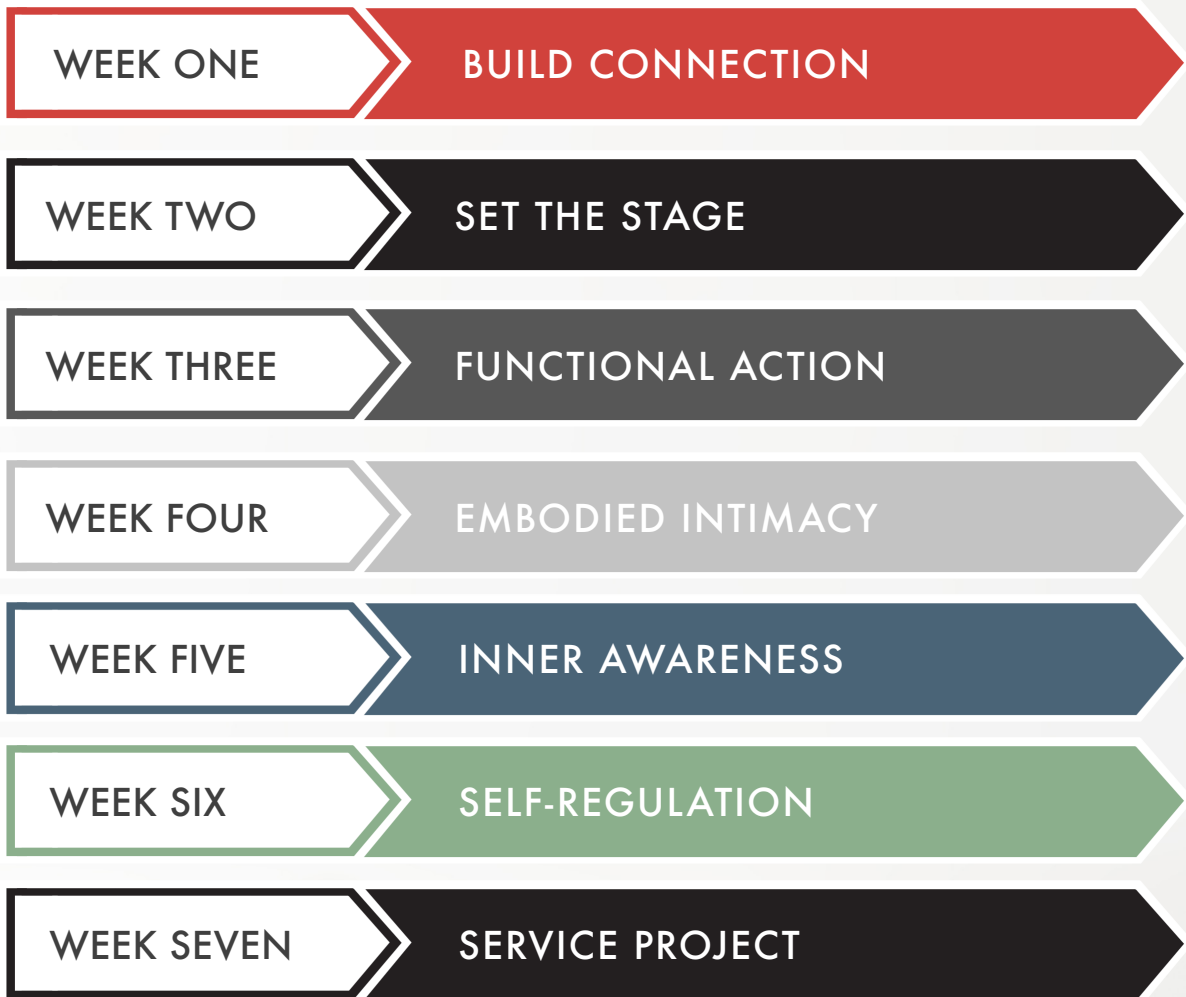 WEEK ONE BUILD CONNECTION
WEEK TWO SET THE STAGE
WEEK THREE FUNCTIONAL ACTION
WEEK FOUR EMBODIED INTIMACY
WEEK FIVE INNER AWARENESS
WEEK SIX SELF-REGULATION
WEEK SEVEN SERVICE PROJECT